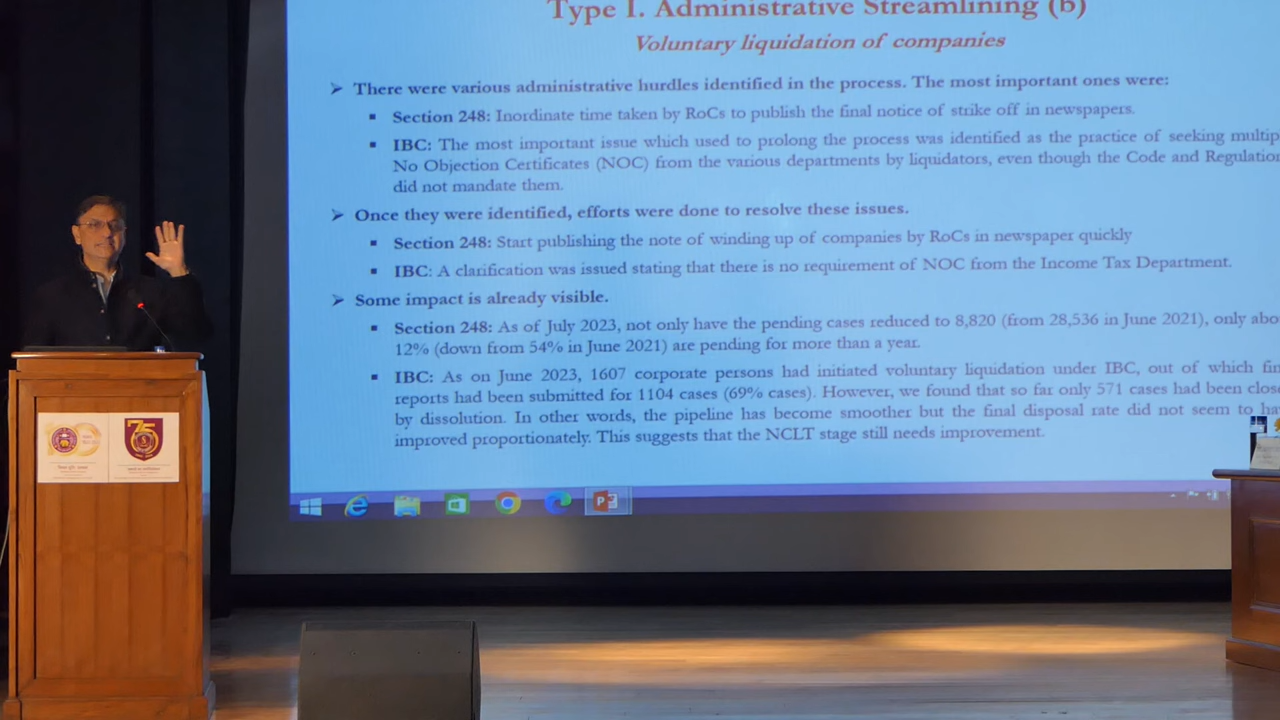 Type I. Administrative Streamlining (b)
Voluntary liquidation of companies
There were various administrative hurdles identified in the process. The most important ones were:
Section 248: Inordinate time taken by RoCs to publish the final notice of strike off in newspapers.
IBC: The most important issue which used to prolong the process was identified as the practice of seeking multip
No Objection Certificates (NOC) from the various departments by liquidators, even though the Code and Regulation
did not mandate them.
Once they were identified, efforts were done to resolve these issues.
Section 248: Start publishing the note of winding up of companies by RoCs in newspaper quickly
IBC: A clarification was issued stating that there is no requirement of NOC from the Income Tax Department.
Some impact is already visible.
Section 248: As of July 2023, not only have the pending cases reduced to 8,820 (from 28,536 in June 2021), only abo
12% (down from 54% in June 2021) are pending for more than a year.
IBC: As on June 2023, 1607 corporate persons had initiated voluntary liquidation under IBC, out of which fin
reports had been submitted for 1104 cases (69% cases). However, we found that so far only 571 cases had been close
by dissolution. In other words, the pipeline has become smoother but the final disposal rate did not seem to ha
improved proportionately. This suggests that the NCLT stage still needs improvement.
100
75